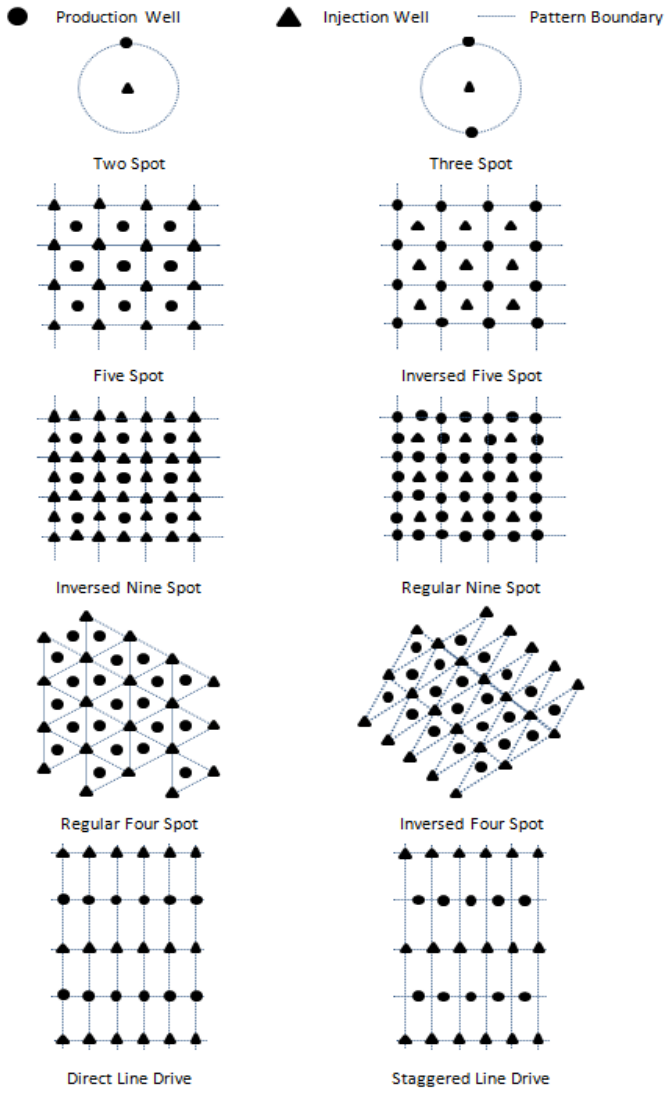 Production Well Injection Well Pattern Boundary
Two Spot Three Spot
Five Spot Inversed Five Spot
Inversed Nine Spot Regular Nine Spot
Regular Four Spot Inversed Four Spot
Direct Line Drive Staggered Line Drive